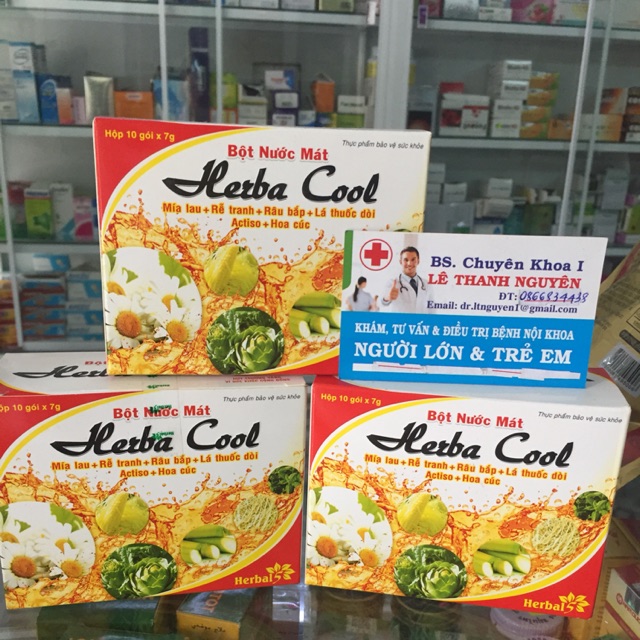 Hộp 10 gói x 7g
Thực phẩm bảo vệ sức khỏe
Bột Nước Mát
Herba Cool
Mía lau + Rễ tranh + Râu bắp + Lá thuốc dòi
Actiso + Hoa cúc
BS. Chuyên Khoa I
LÊ THANH NGUYÊN
ĐT: 0866834438
Email: dr.ltnguyen1@gmail.com
KHÁM, TƯ VẤN & ĐIỀU TRỊ BỆNH NỘI KHOA
NGƯỜI LỚN & TRẺ EM
Hộp 10 gói x 7g
Thực phẩm bảo vệ sức khỏe
Bột Nước Mát
Herba Cool
Mía lau + Rễ tranh + Râu bắp + Lá thuốc dòi
Actiso + Hoa cúc
Herbal
Hộp 10 gói x 7g
Thực phẩm bảo vệ sức khỏe
Bột Nước Mát
Herba Cool
Mía lau + Rễ tranh + Râu bắp + Lá thuốc dòi
Actiso + Hoa cúc
Herbal